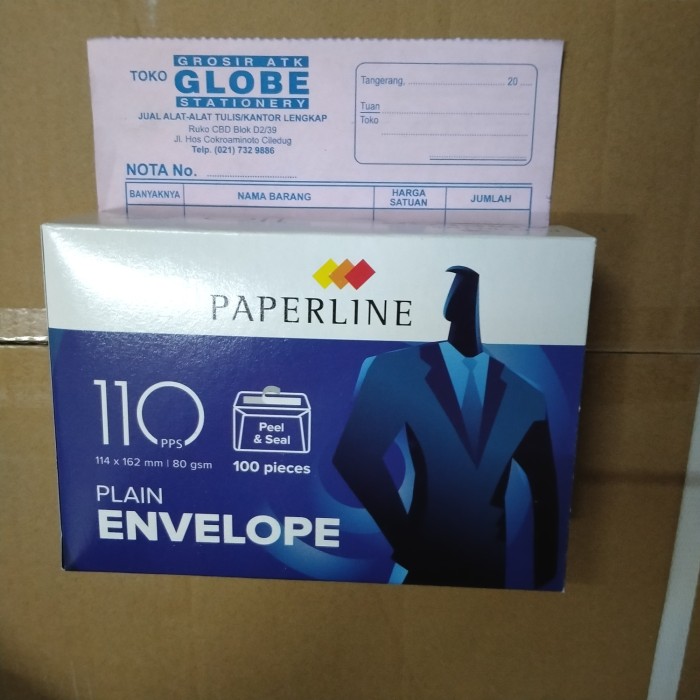 GROSIR ATK
TOKO GLOBE
STATIONERY
JUAL ALAT-ALAT TULIS/KANTOR LENGKAP
Ruko CBD Blok D2/39
Jl. Hos Cokroaminoto Ciledug
Telp. (021) 732 9886
Tangerang, ........................ 20 ....
Tuan
Toko
NOTA No. ........................
BANYAKNYA NAMA BARANG HARGA SATUAN JUMLAH
PAPERLINE
110 PPS
114 x 162 mm | 80 gsm
Peel
& Seal
100 pieces
PLAIN
ENVELOPE